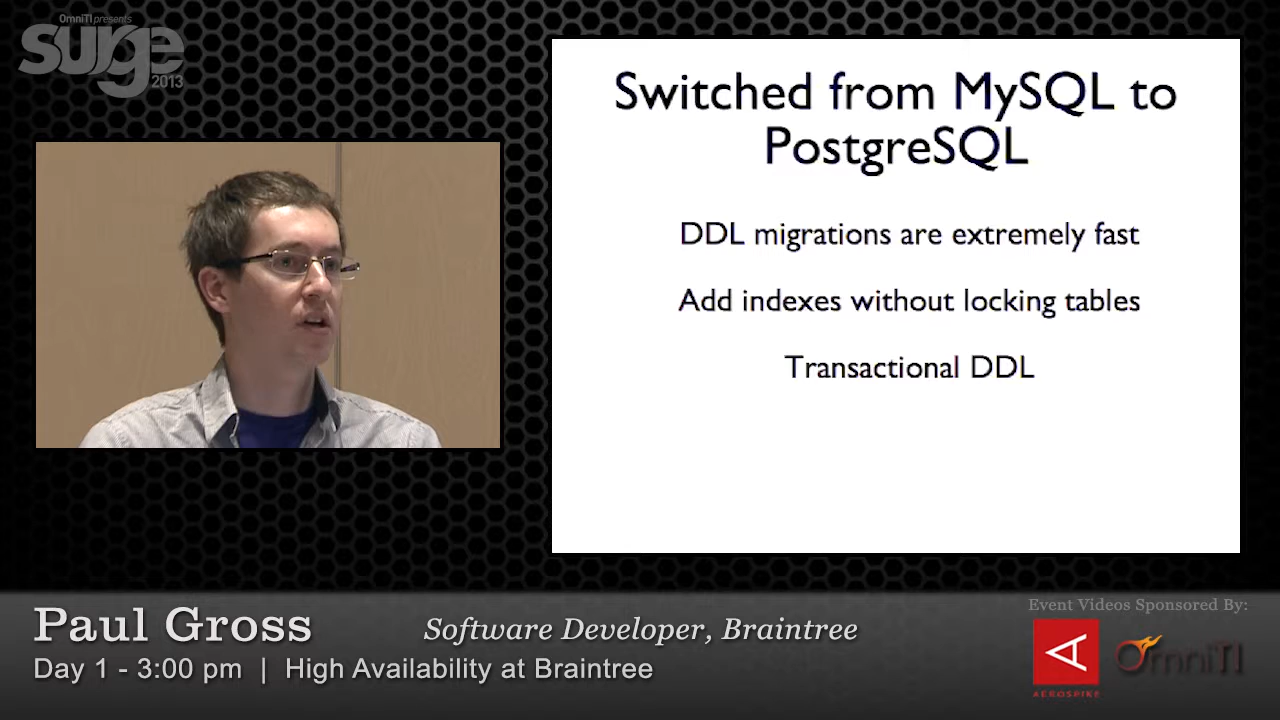 OmniTI presents
surge
2013
Switched from MySQL to
PostgreSQL
DDL migrations are extremely fast
Add indexes without locking tables
Transactional DDL
Paul Gross
Software Developer, Braintree
Day 1 - 3:00 pm | High Availability at Braintree
Event Videos Sponsored By:
AEROSPIKE
OmniTI